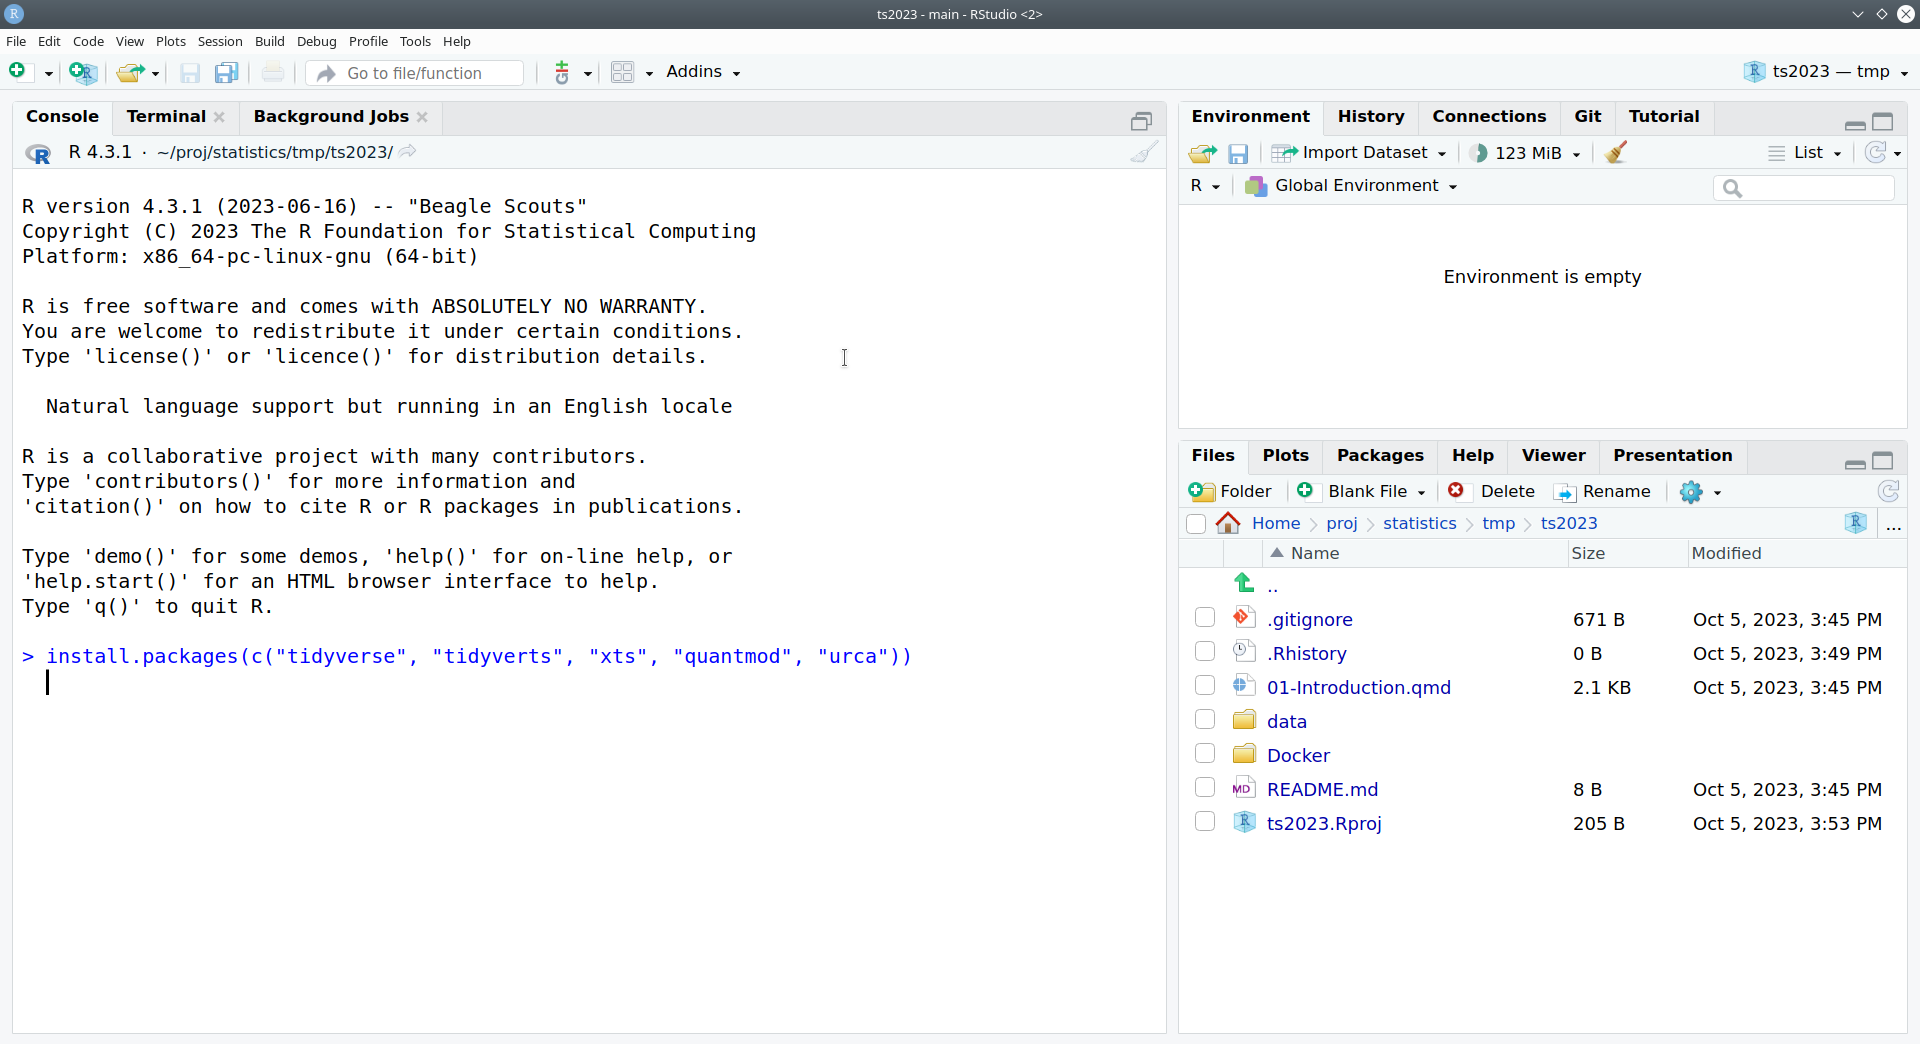 ts2023 - main - RStudio <2>
File Edit Code View Plots Session Build Debug Profile Tools Help
Go to file/function
Addins
ts2023 — tmp
Console Terminal Background Jobs
R 4.3.1 · ~/proj/statistics/tmp/ts2023/
R version 4.3.1 (2023-06-16) -- "Beagle Scouts"
Copyright (C) 2023 The R Foundation for Statistical Computing
Platform: x86_64-pc-linux-gnu (64-bit)
R is free software and comes with ABSOLUTELY NO WARRANTY.
You are welcome to redistribute it under certain conditions.
Type 'license()' or 'licence()' for distribution details.
Natural language support but running in an English locale
R is a collaborative project with many contributors.
Type 'contributors()' for more information and
'citation()' on how to cite R or R packages in publications.
Type 'demo()' for some demos, 'help()' for on-line help, or
'help.start()' for an HTML browser interface to help.
Type 'q()' to quit R.
> install.packages(c("tidyverse", "tidyverts", "xts", "quantmod", "urca"))
Environment History Connections Git Tutorial
Import Dataset 123 MiB List
R Global Environment
Environment is empty
Files Plots Packages Help Viewer Presentation
Folder Blank File Delete Rename
Home proj statistics tmp ts2023 ...
Name Size Modified
..
.gitignore 671 B Oct 5, 2023, 3:45 PM
.Rhistory 0 B Oct 5, 2023, 3:49 PM
01-Introduction.qmd 2.1 KB Oct 5, 2023, 3:45 PM
data
Docker
README.md 8 B Oct 5, 2023, 3:45 PM
ts2023.Rproj 205 B Oct 5, 2023, 3:53 PM